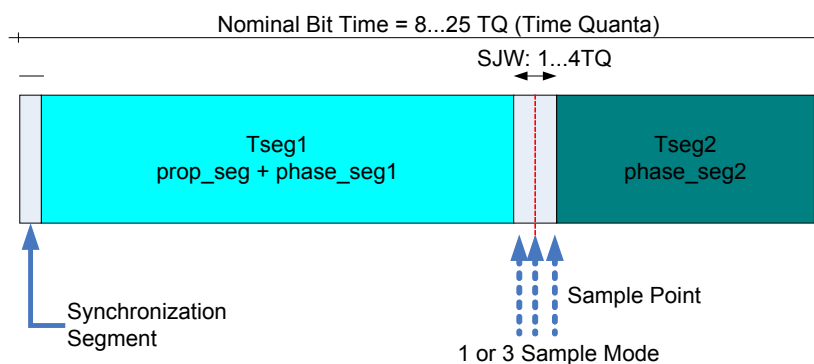 Nominal Bit Time = 8...25 TQ (Time Quanta)
SJW: 1...4TQ
Tseg1
prop_seg + phase_seg1
Tseg2
phase_seg2
Synchronization
Segment
Sample Point
1 or 3 Sample Mode